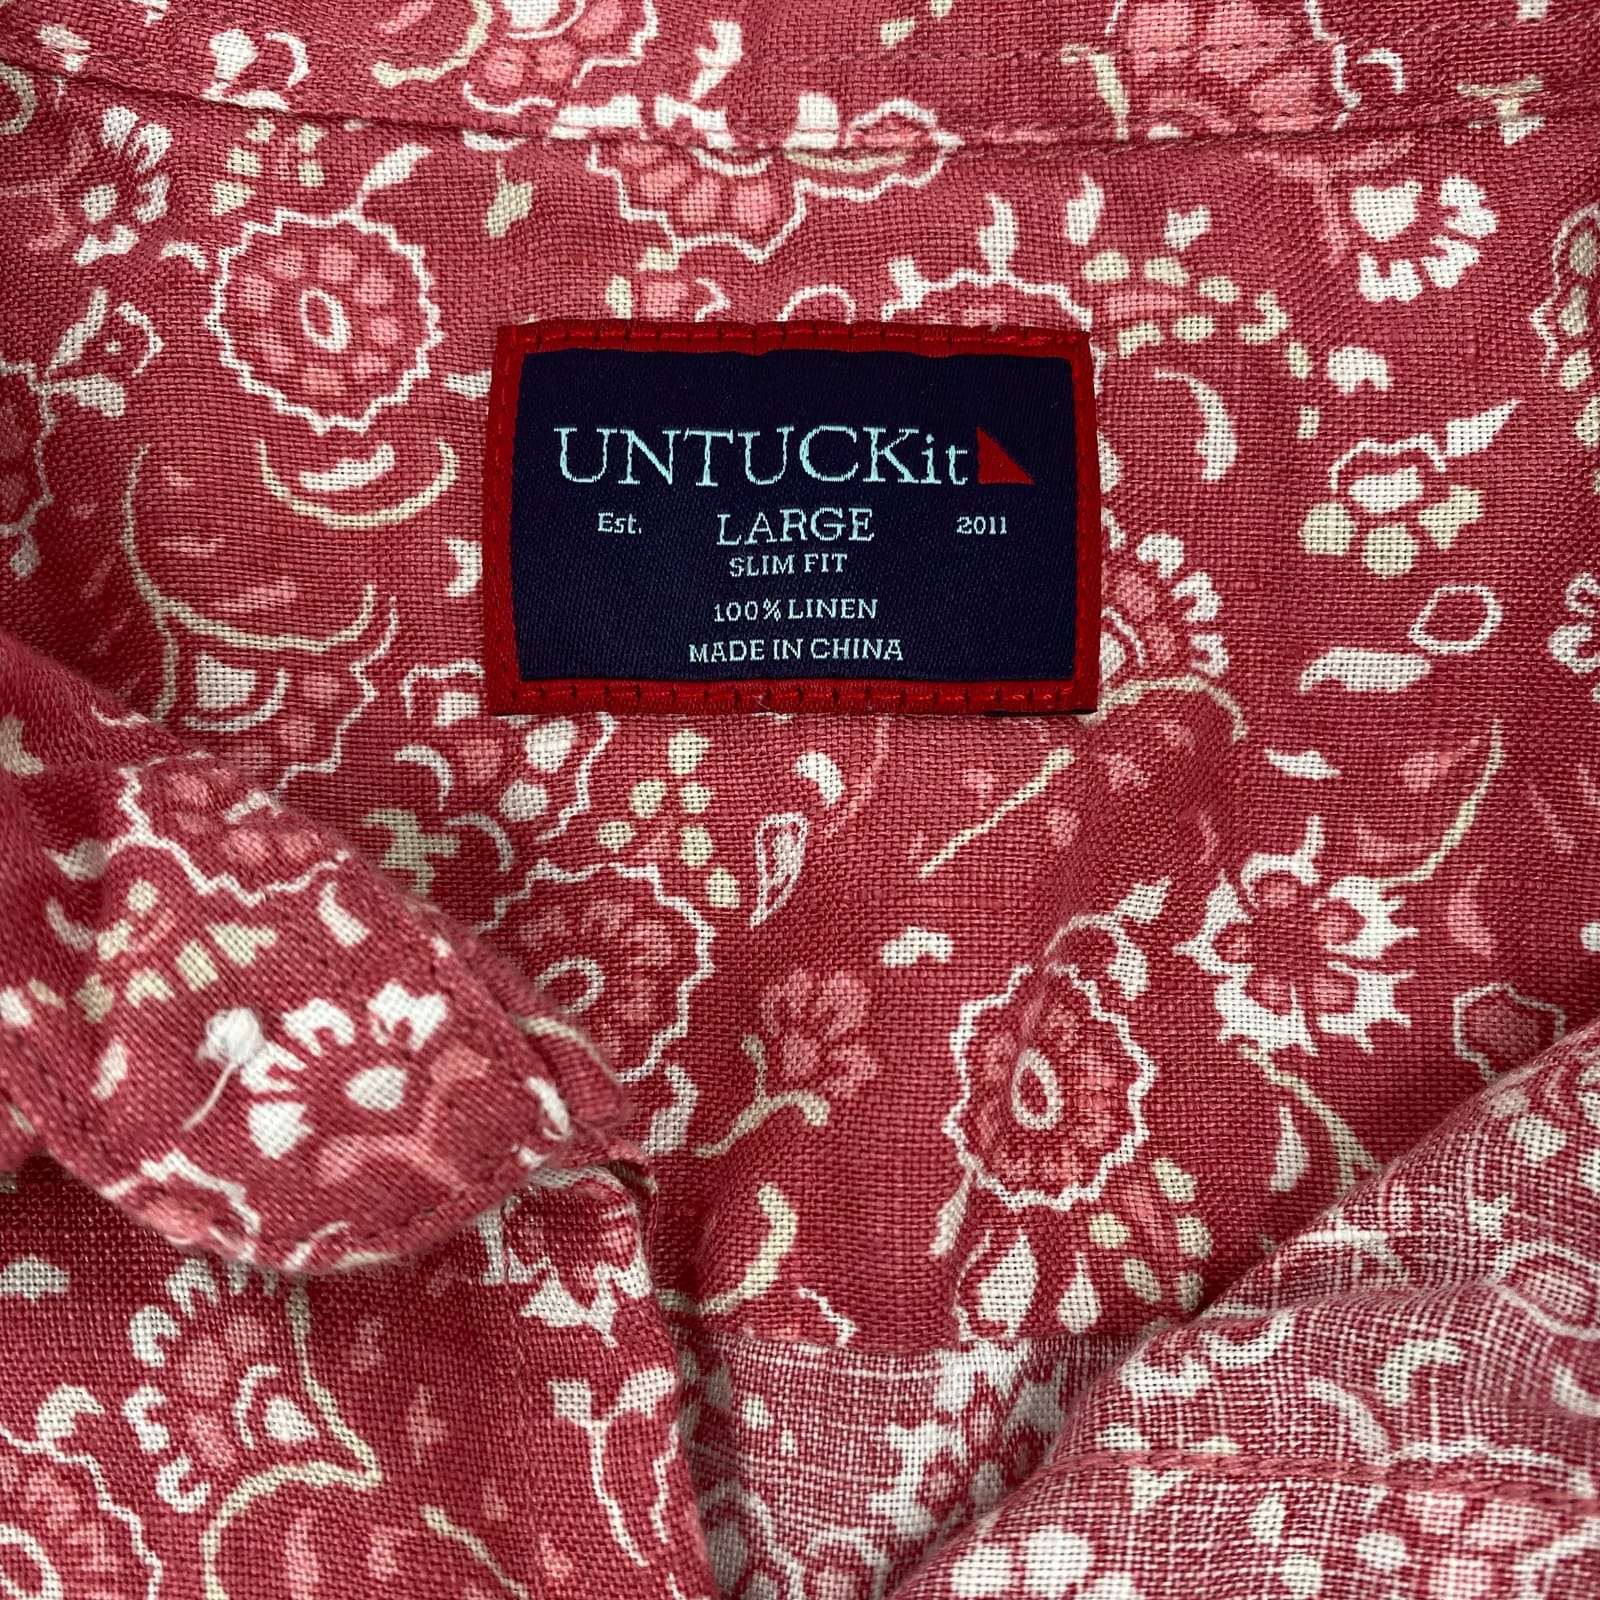 UNTUCKit
Est. LARGE 2011
SLIM FIT
100% LINEN
MADE IN CHINA